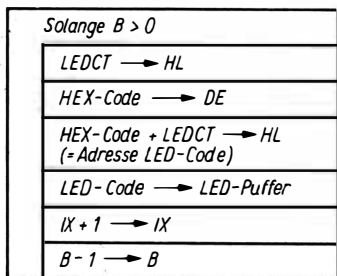 Solange B > 0
LEDCT → HL
HEX-Code → DE
HEX-Code + LEDCT → HL
(= Adresse LED-Code)
LED-Code → LED-Puffer
IX + 1 → IX
B - 1 → B